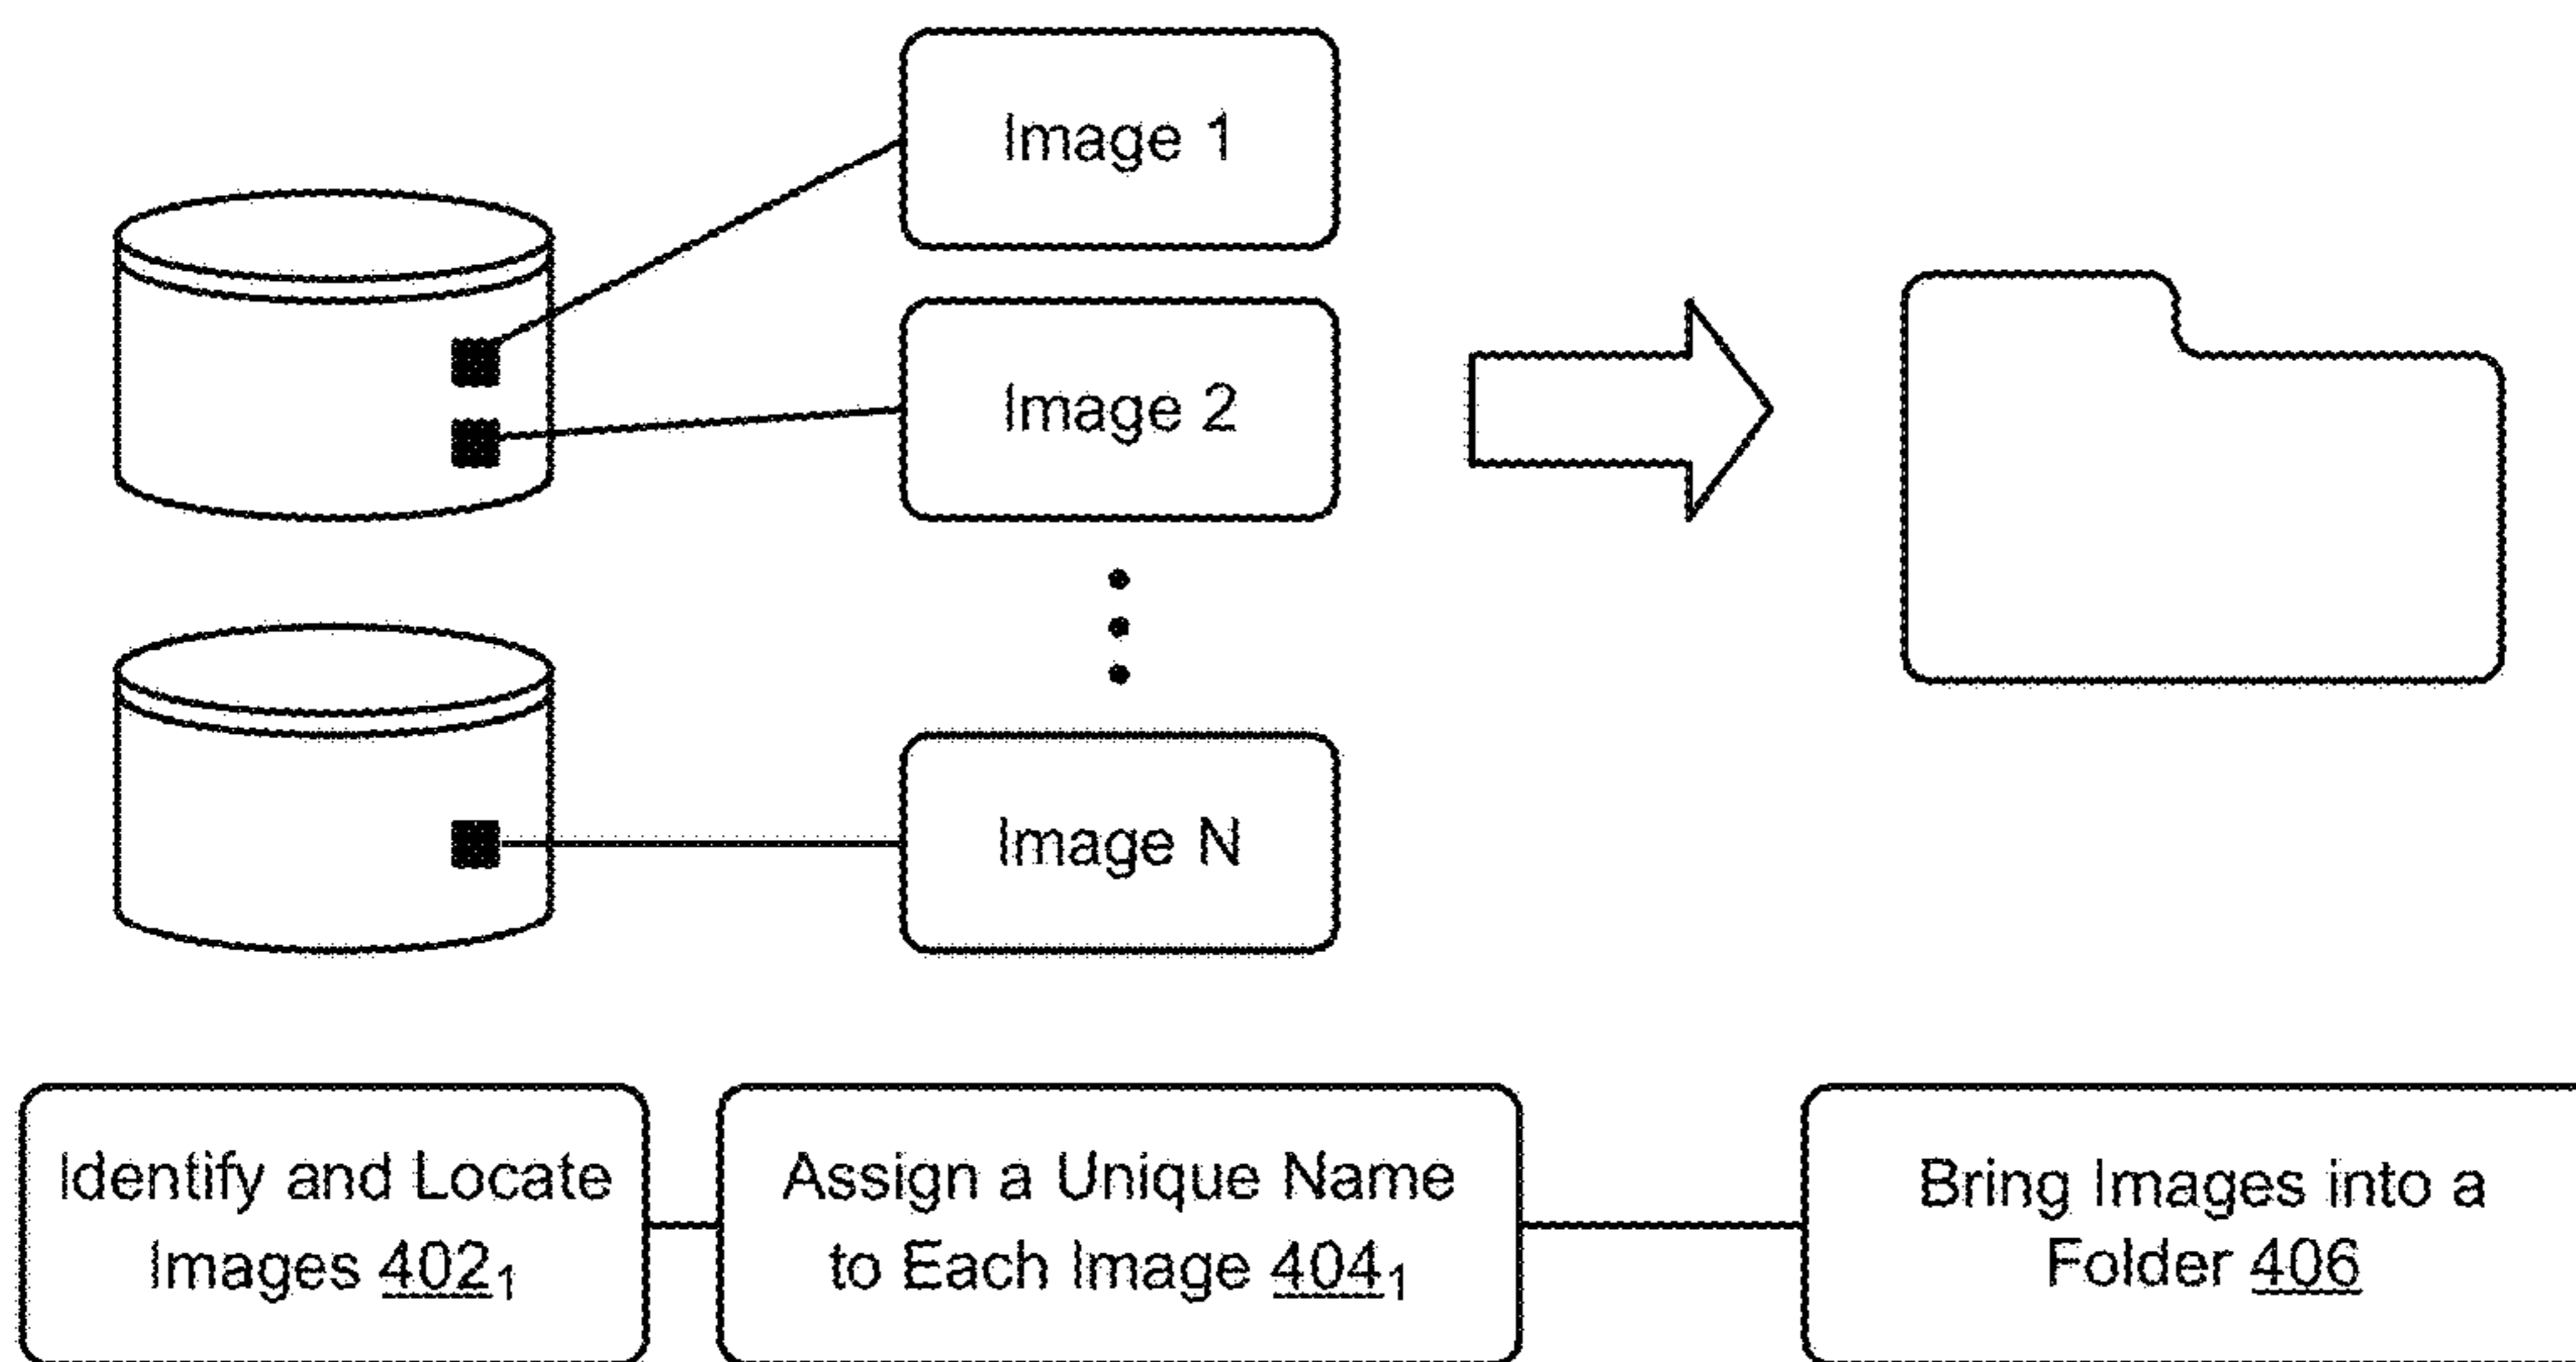 Image 1
Image 2
Image N
Identify and Locate
Images 402₁
Assign a Unique Name
to Each Image 404₁
Bring Images into a
Folder 406